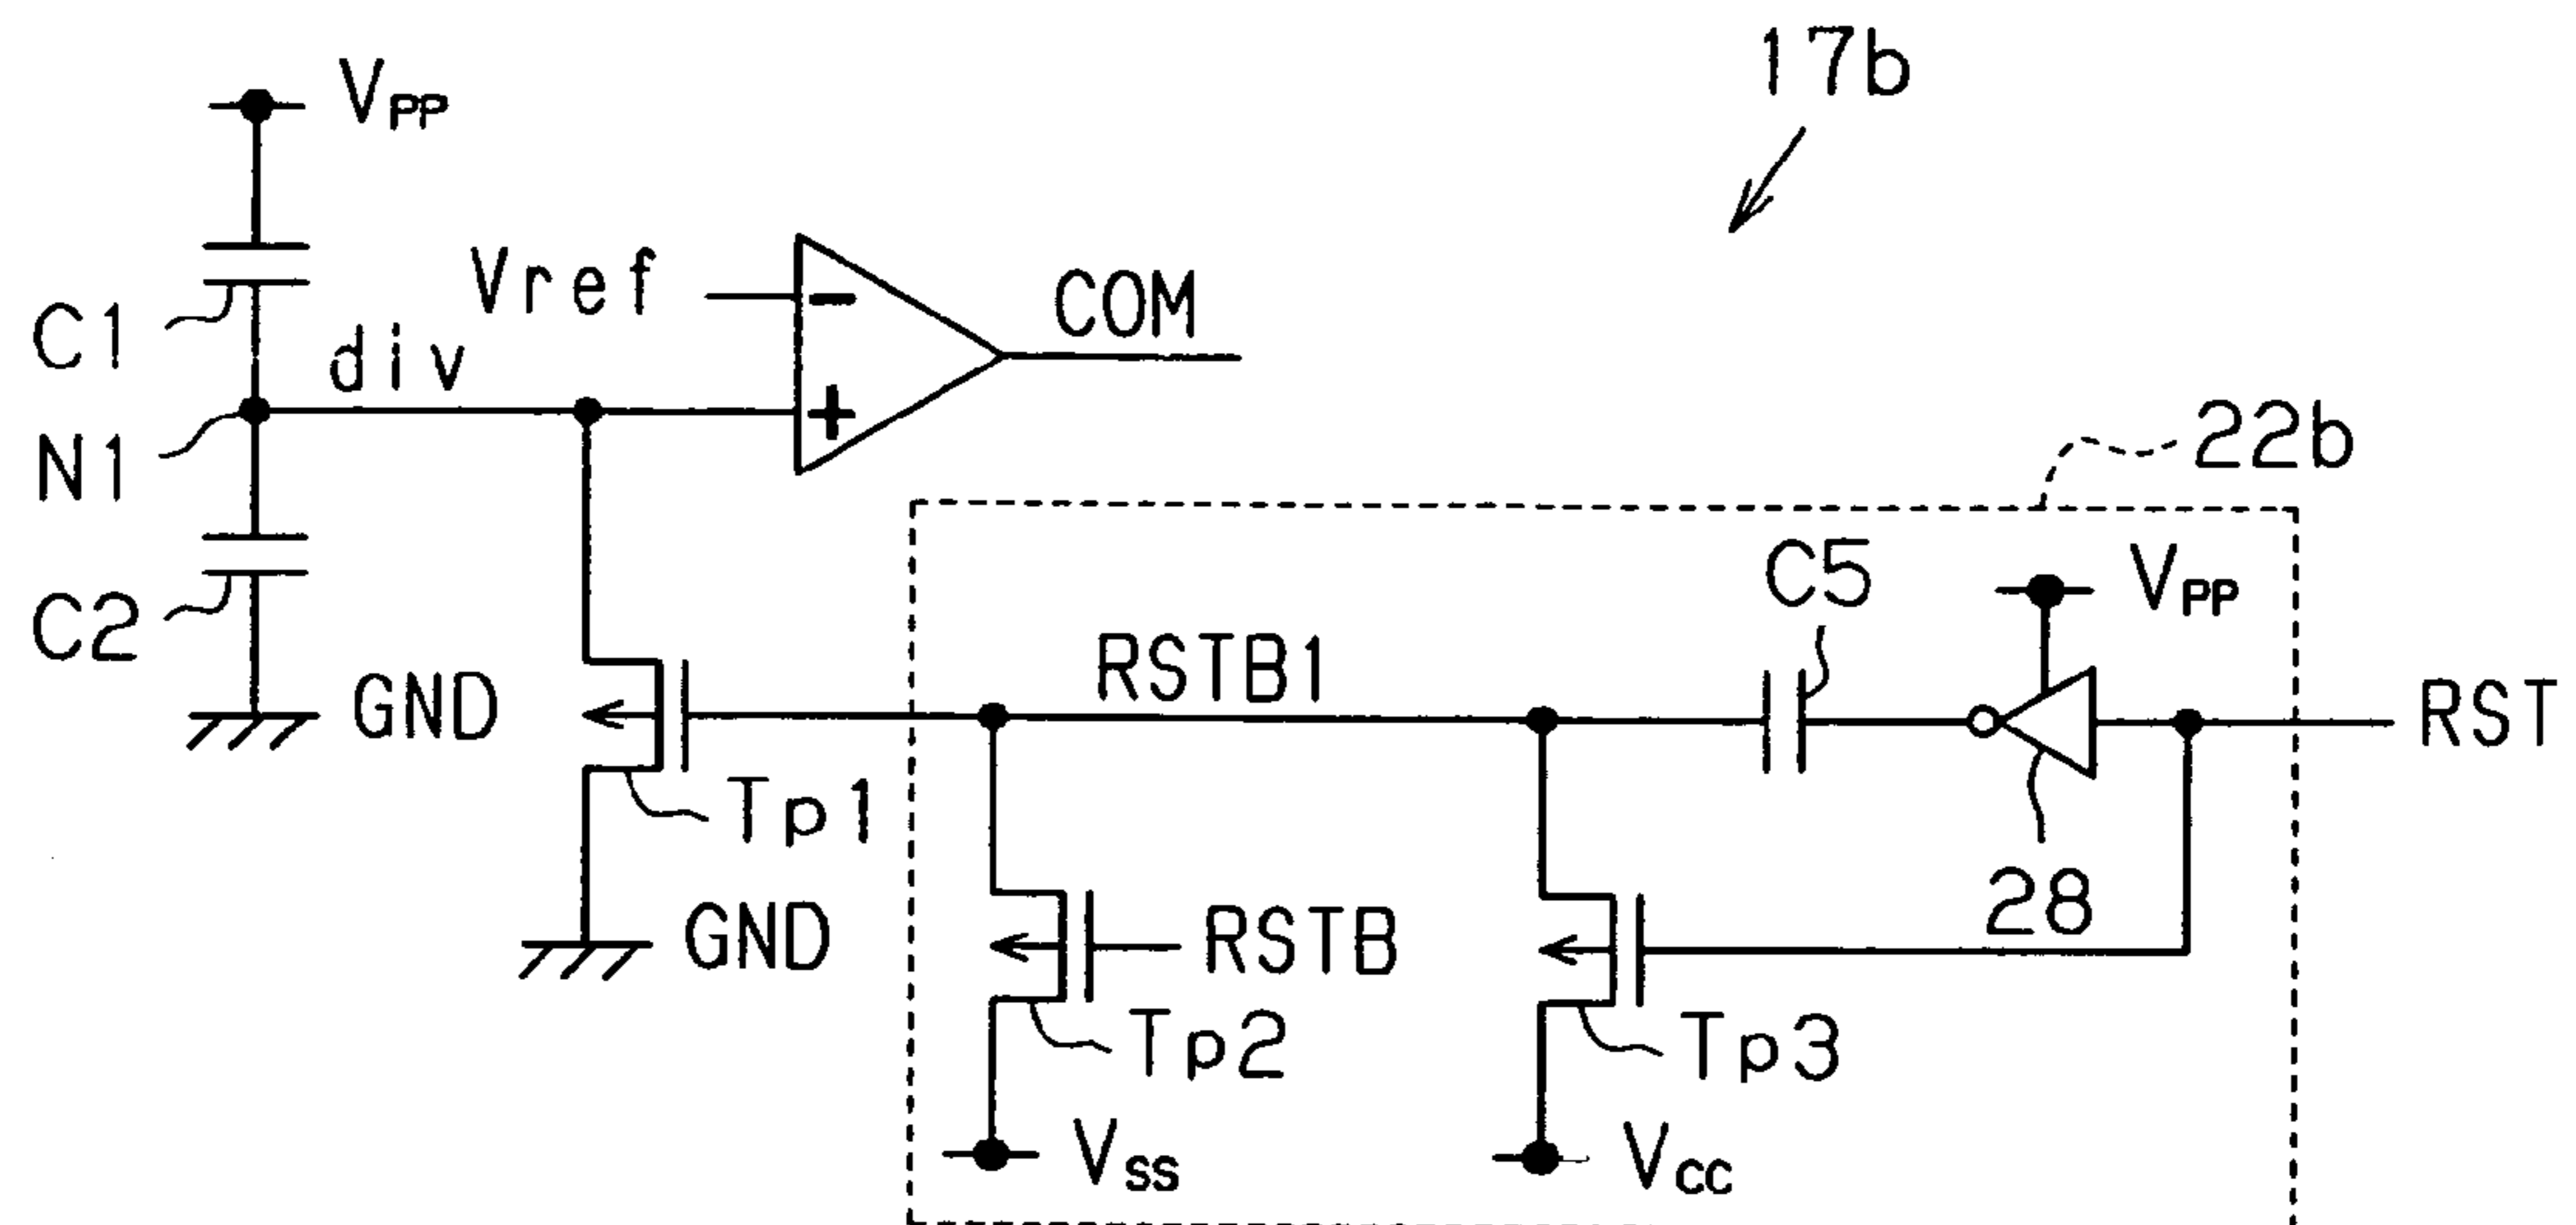 17b
VPP
Vref
-
COM
C1
div
+
N1
22b
C5
VPP
C2
RSTB1
GND
RST
Tp1
28
GND
RSTB
Tp2
Tp3
VSS
VCC